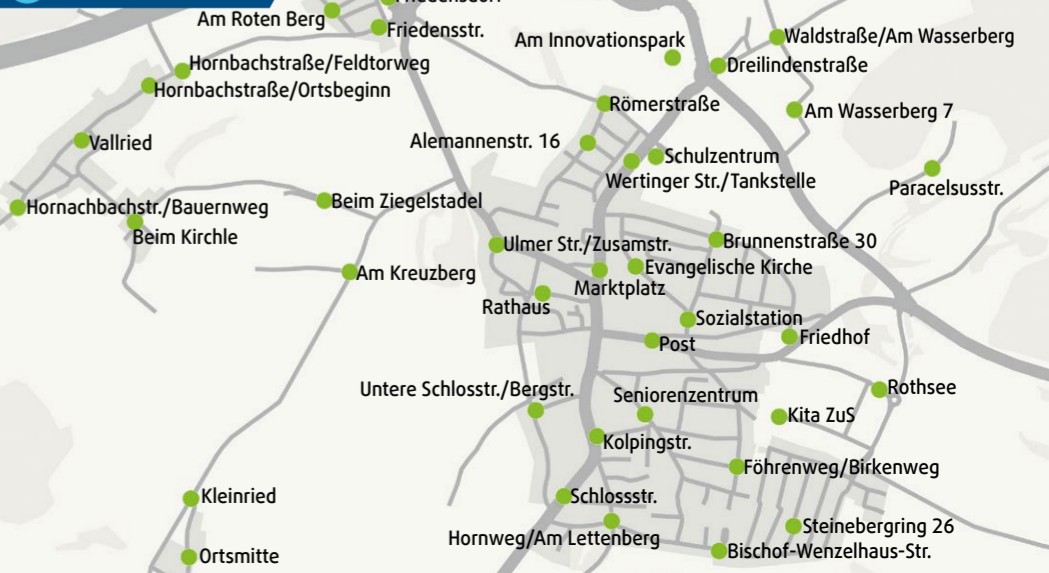 Am Roten Berg
Friedensstr.
Am Innovationspark
Waldstraße/Am Wasserberg
Hornbachstraße/Feldtorweg
Dreilindenstraße
Hornbachstraße/Ortsbeginn
Römerstraße
Am Wasserberg 7
Vallried
Alemannenstr. 16
Schulzentrum
Wertinger Str./Tankstelle
Paracelsusstr.
Beim Ziegelstadel
Hornachbachstr./Bauernweg
Beim Kirchle
Ulmer Str./Zusamstr.
Brunnenstraße 30
Evangelische Kirche
Am Kreuzberg
Marktplatz
Rathaus
Sozialstation
Friedhof
Post
Untere Schlosstr./Bergstr.
Seniorenzentrum
Rothsee
Kita ZuS
Kolpingstr.
Föhrenweg/Birkenweg
Kleinried
Schlossstr.
Steinebergring 26
Hornweg/Am Lettenberg
Bischof-Wenzelhaus-Str.
Ortsmitte